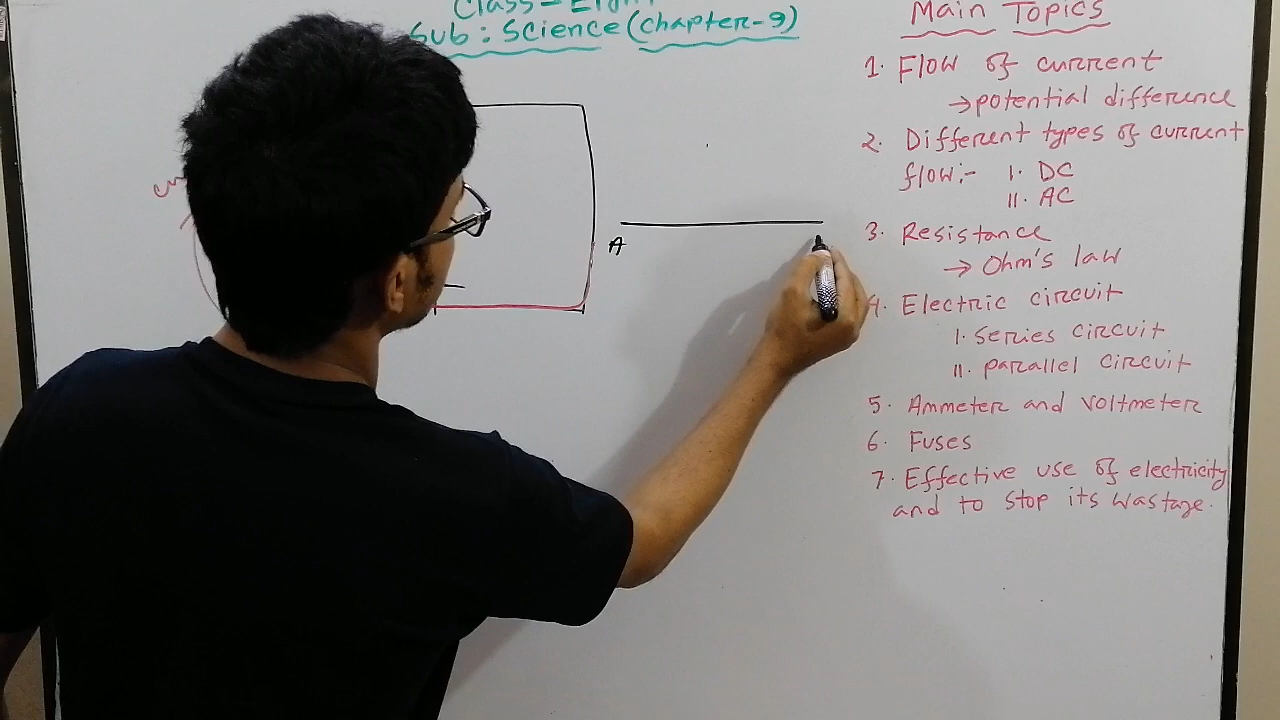 Class-Eight
Sub: Science (chapter-9)
A
Main Topics
1. Flow of current
→ potential difference
2. Different types of current
flow:- I. DC
II. AC
3. Resistance
→ Ohm's law
4. Electric circuit
I. Series circuit
II. parallel circuit
5. Ammeter and voltmeter
6. Fuses
7. Effective use of electricity
and to stop its wastage.